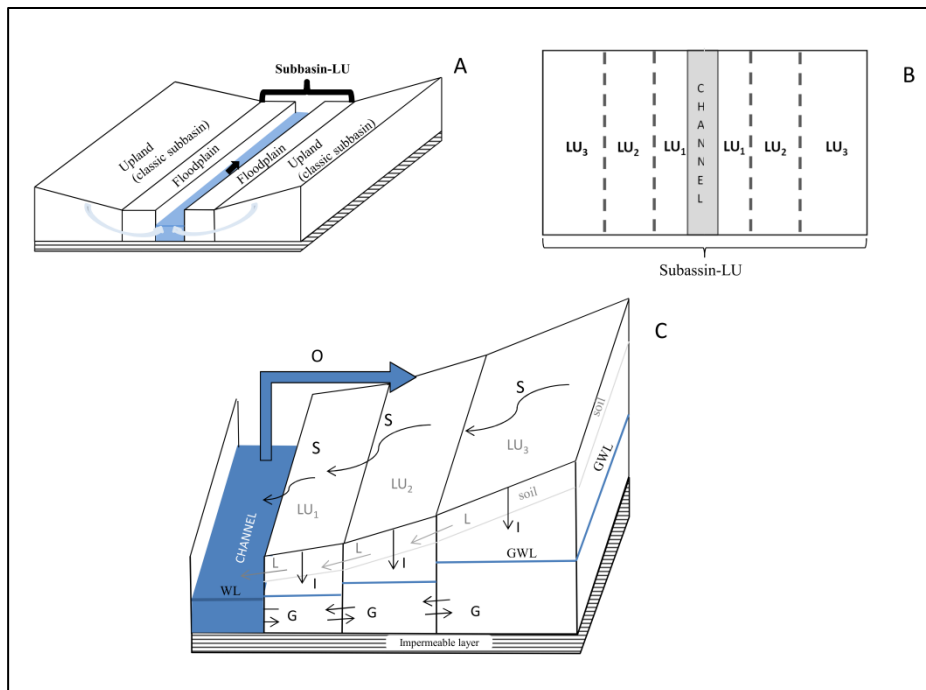 Subbasin-LU
A
Upland
(classic subbasin)
Floodplain
Floodplain
Upland
(classic subbasin)
B
LU3
LU2
LU1
CHANNEL
LU1
LU2
LU3
Subassin-LU
C
O
S
S
S
LU3
LU2
LU1
soil
GWL
soil
CHANNEL
L
L
L
I
I
I
GWL
WL
G
G
G
Impermeable layer